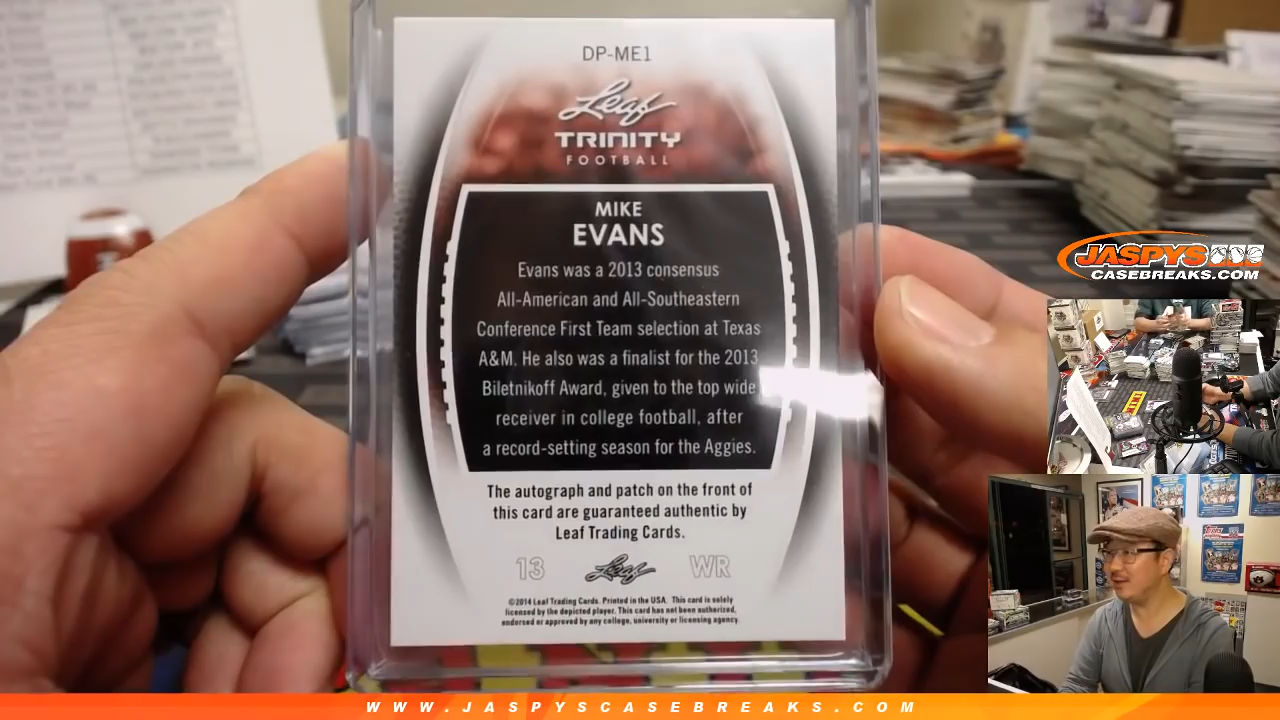 DP-ME1
Leaf
TRINITY
FOOTBALL
MIKE
EVANS
Evans was a 2013 consensus
All-American and All-Southeastern
Conference First Team selection at Texas
A&M. He also was a finalist for the 2013
Biletnikoff Award, given to the top wide
receiver in college football, after
a record-setting season for the Aggies.
The autograph and patch on the front of
this card are guaranteed authentic by
Leaf Trading Cards.
13 Leaf WR
©2014 Leaf Trading Cards. Printed in the USA. This card is solely
licensed by the depicted player. This card has not been authorized,
endorsed or approved by any college, university or licensing agency.
JASPYS
CASEBREAKS.COM
WWW.JASPYSCASEBREAKS.COM